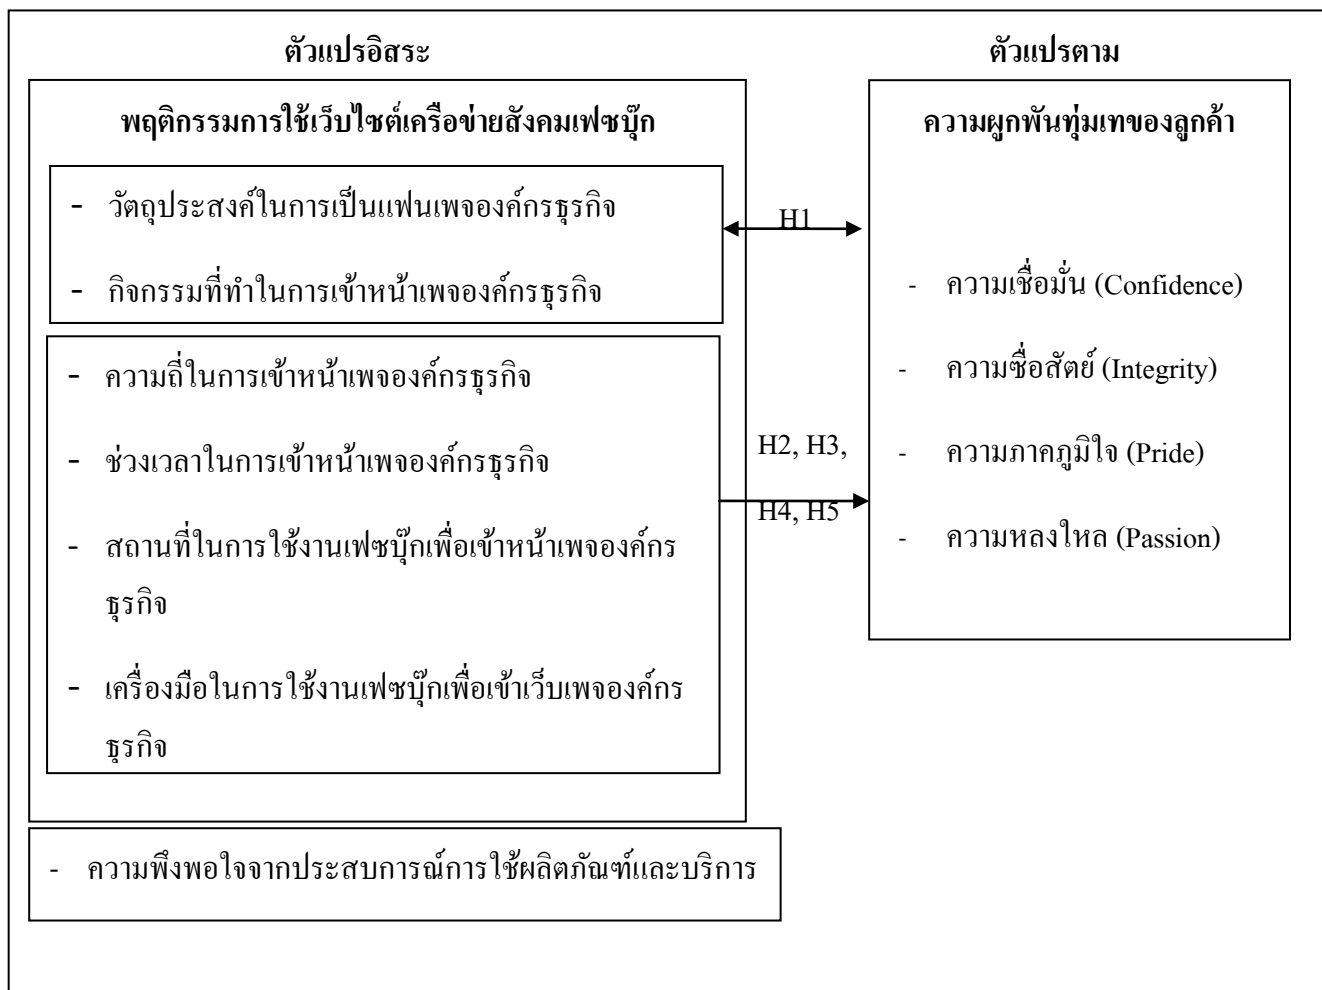 ตัวแปรอิสระ
ตัวแปรตาม
พฤติกรรมการใช้เว็บไซต์เครือข่ายสังคมเฟซบุ๊ก
- วัตถุประสงค์ในการเป็นแฟนเพจองค์กรธุรกิจ
- กิจกรรมที่ทำในการเข้าหน้าเพจองค์กรธุรกิจ
- ความถี่ในการเข้าหน้าเพจองค์กรธุรกิจ
- ช่วงเวลาในการเข้าหน้าเพจองค์กรธุรกิจ
- สถานที่ในการใช้งานเฟซบุ๊กเพื่อเข้าหน้าเพจองค์กร
ธุรกิจ
- เครื่องมือในการใช้งานเฟซบุ๊กเพื่อเข้าเว็บเพจองค์กร
ธุรกิจ
- ความพึงพอใจจากประสบการณ์การใช้ผลิตภัณฑ์และบริการ
H1
H2, H3,
H4, H5
ความผูกพันทุ่มเทของลูกค้า
- ความเชื่อมั่น (Confidence)
- ความซื่อสัตย์ (Integrity)
- ความภาคภูมิใจ (Pride)
- ความหลงใหล (Passion)